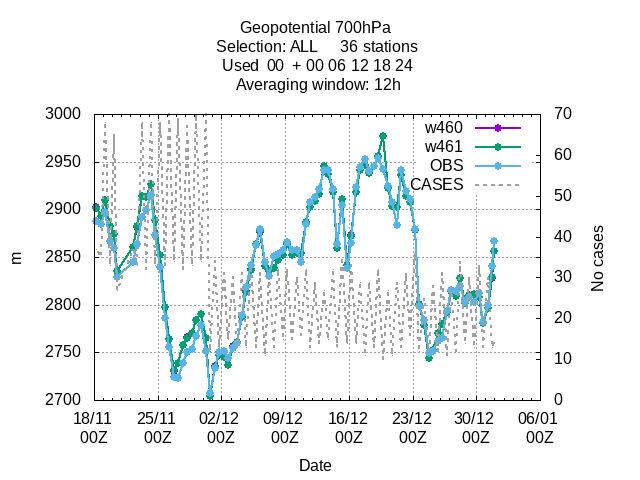 Geopotential 700hPa
Selection: ALL 36 stations
Used 00 + 00 06 12 18 24
Averaging window: 12h
3000
2950
2900
2850
2800
2750
2700
m
70
60
50
40
30
20
10
0
No cases
w460
w461
OBS
CASES
18/11 25/11 02/12 09/12 16/12 23/12 30/12 06/01
00Z 00Z 00Z 00Z 00Z 00Z 00Z 00Z
Date